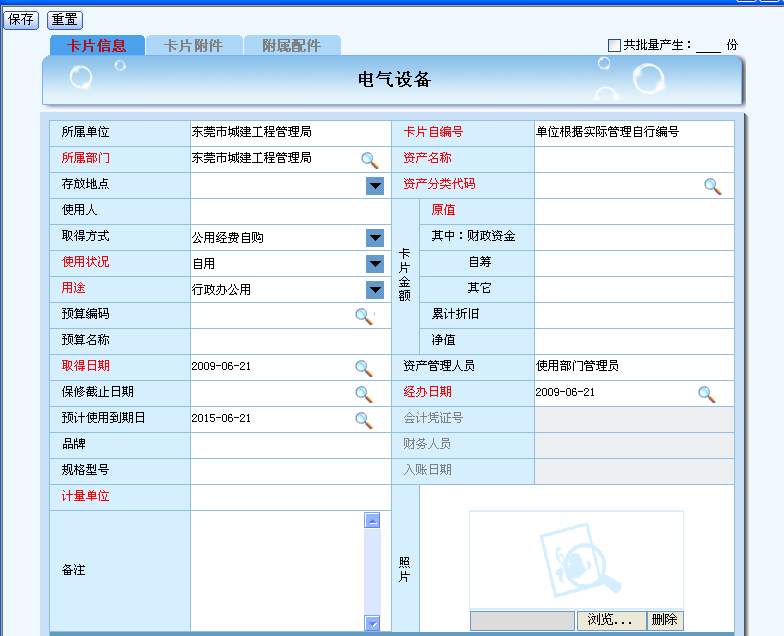 保存 重置
卡片信息 卡片附件 附属配件 共批量产生：____ 份
电气设备
所属单位 东莞市城建工程管理局 卡片自编号 单位根据实际管理自行编号
所属部门 东莞市城建工程管理局 资产名称
存放地点 资产分类代码
使用人 原值
取得方式 公用经费自购 其中：财政资金
使用状况 自用 自筹
用途 行政办公用 其它
卡片金额
预算编码 累计折旧
预算名称 净值
取得日期 2009-06-21 资产管理人员 使用部门管理员
保修截止日期 经办日期 2009-06-21
预计使用到期日 2015-06-21 会计凭证号
品牌 财务人员
规格型号 入账日期
计量单位
备注 照片
浏览... 删除